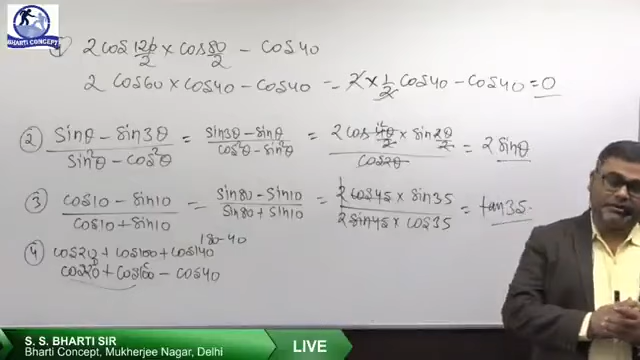 BHARTI CONCEPT
2 cos 120/2 × cos 80/2 - cos 40
2 cos 60 × cos 40 - cos 40 = 2 × 1/2 cos 40 - cos 40 = 0
② sinθ - sin3θ / sin²θ - cos²θ = sin3θ - sinθ / cos²θ - sin²θ = 2 cos 4θ/2 × sin 2θ/2 / cos2θ = 2 sinθ
③ cos10 - sin10 / cos10 + sin10 = sin80 - sin10 / sin80 + sin10 = 2 cos45 × sin35 / 2 sin45 × cos35 = tan35.
180-40
④ cos20 + cos100 + cos140
cos20 + cos100 - cos40
S. S. BHARTI SIR
Bharti Concept, Mukherjee Nagar, Delhi
LIVE